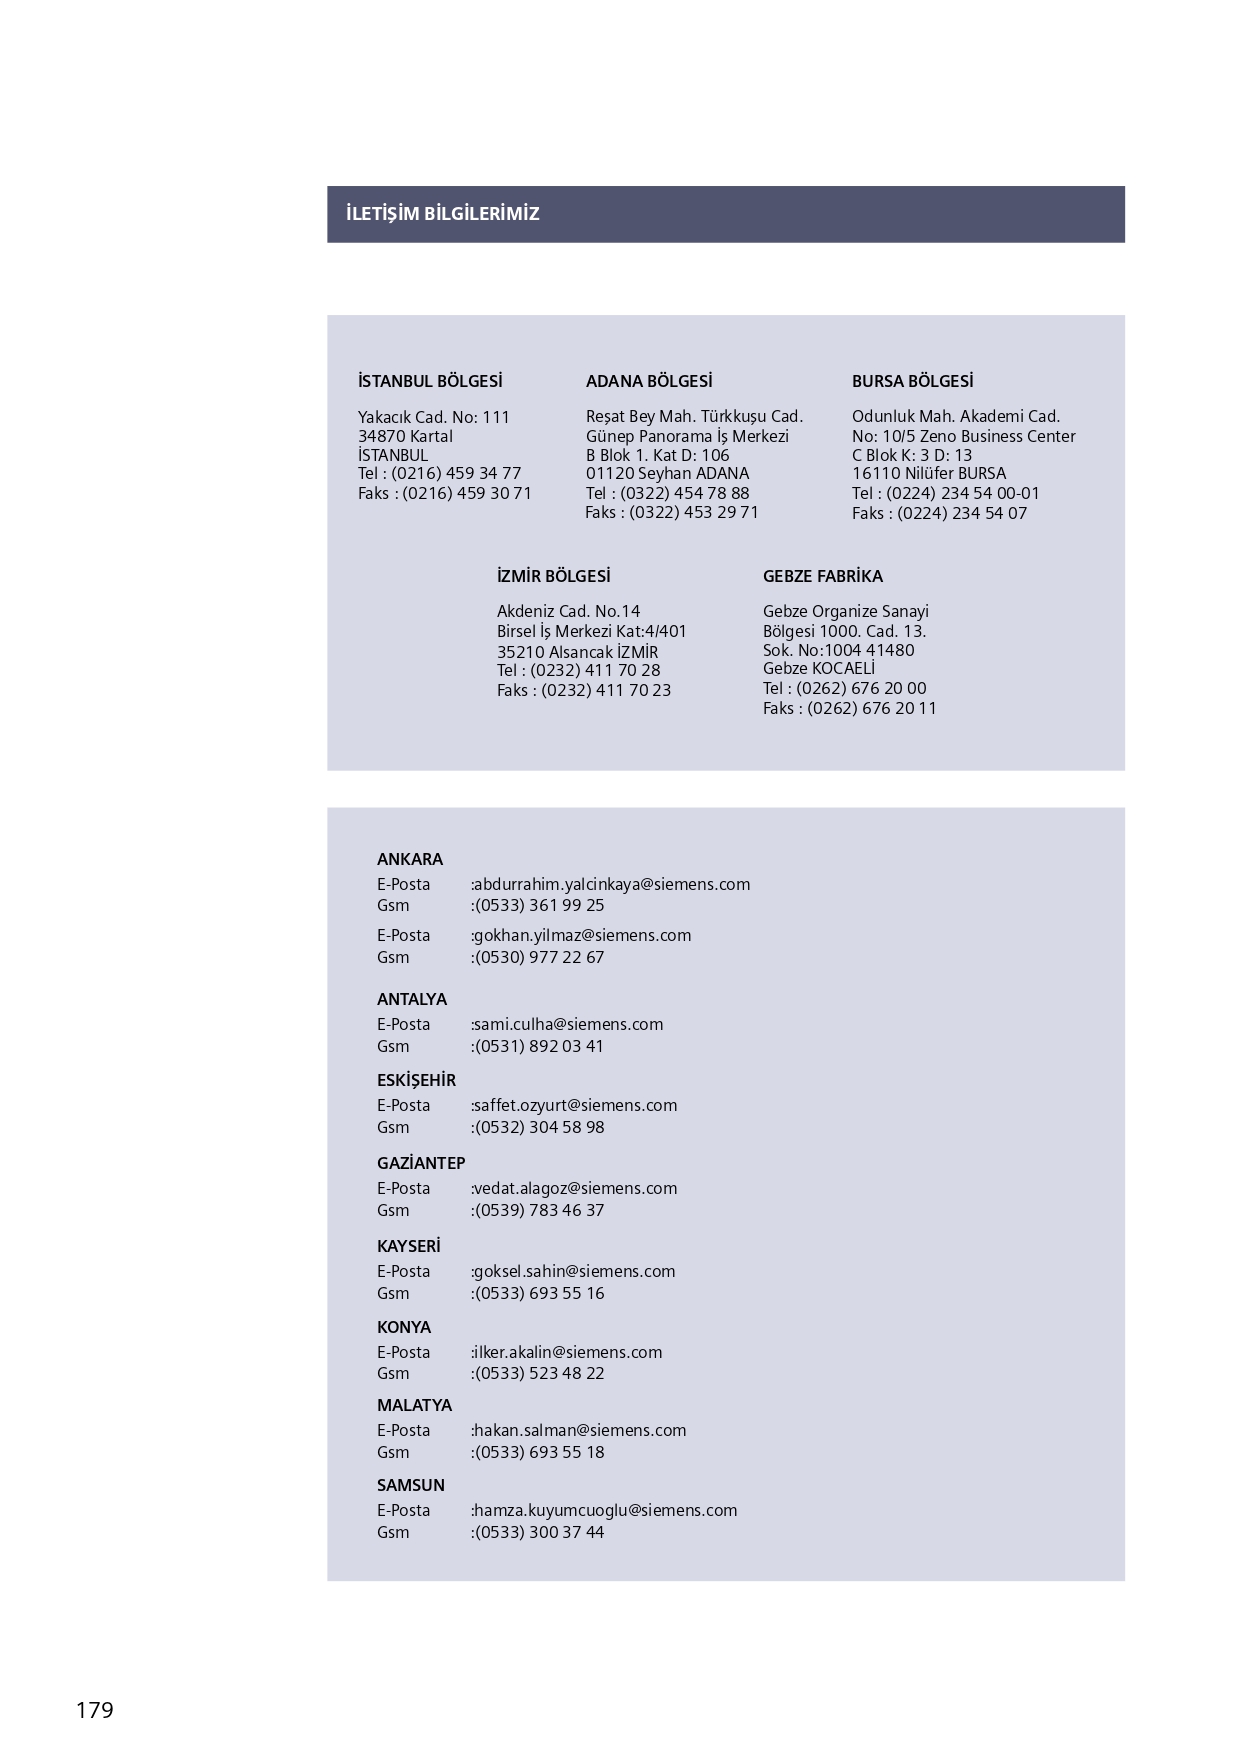 İLETİŞİM BİLGİLERİMİZ
İSTANBUL BÖLGESİ
Yakacık Cad. No: 111
34870 Kartal
İSTANBUL
Tel : (0216) 459 34 77
Faks : (0216) 459 30 71
ADANA BÖLGESİ
Reşat Bey Mah. Türkkuşu Cad.
Günep Panorama İş Merkezi
B Blok 1. Kat D: 106
01120 Seyhan ADANA
Tel : (0322) 454 78 88
Faks : (0322) 453 29 71
BURSA BÖLGESİ
Odunluk Mah. Akademi Cad.
No: 10/5 Zeno Business Center
C Blok K: 3 D: 13
16110 Nilüfer BURSA
Tel : (0224) 234 54 00-01
Faks : (0224) 234 54 07
İZMİR BÖLGESİ
Akdeniz Cad. No.14
Birsel İş Merkezi Kat:4/401
35210 Alsancak İZMİR
Tel : (0232) 411 70 28
Faks : (0232) 411 70 23
GEBZE FABRİKA
Gebze Organize Sanayi
Bölgesi 1000. Cad. 13.
Sok. No:1004 41480
Gebze KOCAELİ
Tel : (0262) 676 20 00
Faks : (0262) 676 20 11
ANKARA
E-Posta :abdurrahim.yalcinkaya@siemens.com
Gsm :(0533) 361 99 25
E-Posta :gokhan.yilmaz@siemens.com
Gsm :(0530) 977 22 67
ANTALYA
E-Posta :sami.culha@siemens.com
Gsm :(0531) 892 03 41
ESKİŞEHİR
E-Posta :saffet.ozyurt@siemens.com
Gsm :(0532) 304 58 98
GAZİANTEP
E-Posta :vedat.alagoz@siemens.com
Gsm :(0539) 783 46 37
KAYSERİ
E-Posta :goksel.sahin@siemens.com
Gsm :(0533) 693 55 16
KONYA
E-Posta :ilker.akalin@siemens.com
Gsm :(0533) 523 48 22
MALATYA
E-Posta :hakan.salman@siemens.com
Gsm :(0533) 693 55 18
SAMSUN
E-Posta :hamza.kuyumcuoglu@siemens.com
Gsm :(0533) 300 37 44
179